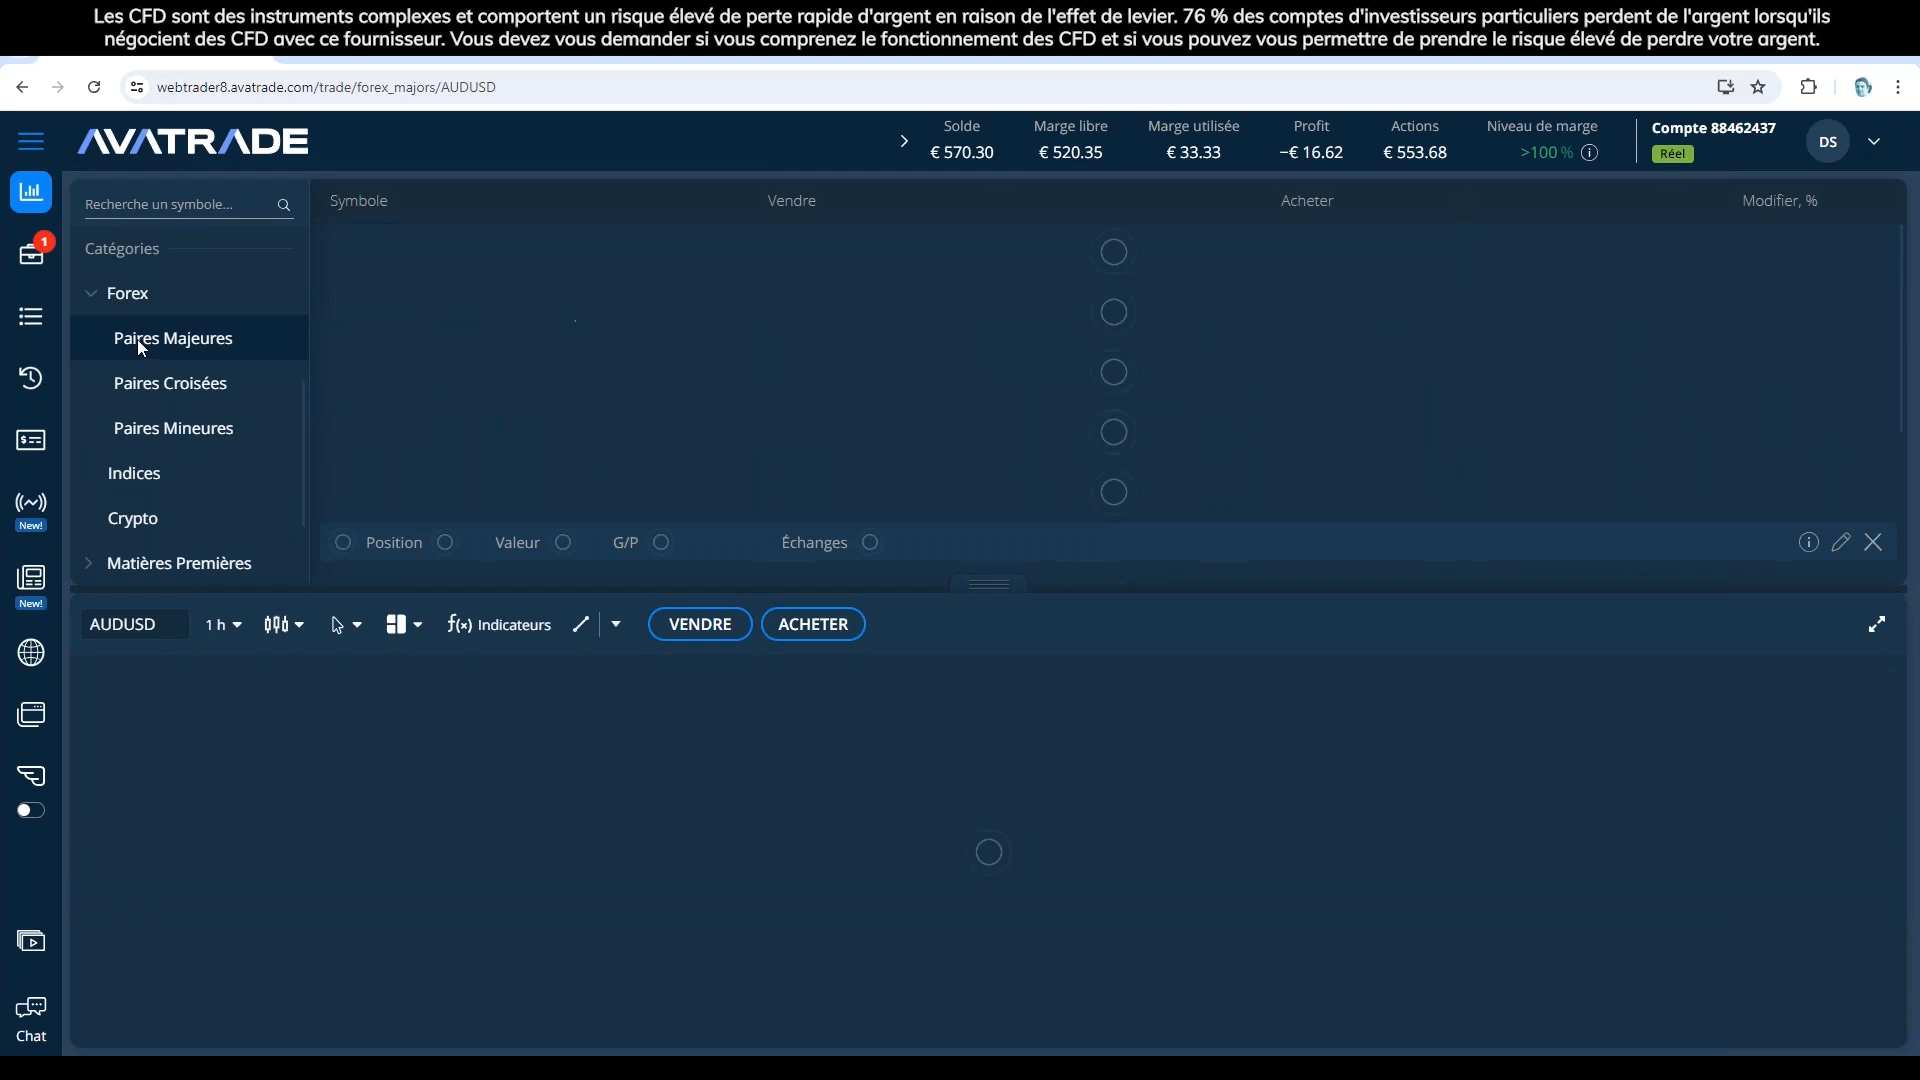 Les CFD sont des instruments complexes et comportent un risque élevé de perte rapide d'argent en raison de l'effet de levier. 76 % des comptes d'investisseurs particuliers perdent de l'argent lorsqu'ils
négocient des CFD avec ce fournisseur. Vous devez vous demander si vous comprenez le fonctionnement des CFD et si vous pouvez vous permettre de prendre le risque élevé de perdre votre argent.
webtrader8.avatrade.com/trade/forex_majors/AUDUSD
AVATRADE
Solde Marge libre Marge utilisée Profit Actions Niveau de marge Compte 88462437
€ 570.30 € 520.35 € 33.33 −€ 16.62 € 553.68 >100 % Réel
DS
Recherche un symbole... Symbole Vendre Acheter Modifier, %
1
Catégories
Forex
Paires Majeures
Paires Croisées
Paires Mineures
Indices
Crypto
New!
Position Valeur G/P Échanges
Matières Premières
New!
AUDUSD 1 h f(x) Indicateurs VENDRE ACHETER
Chat